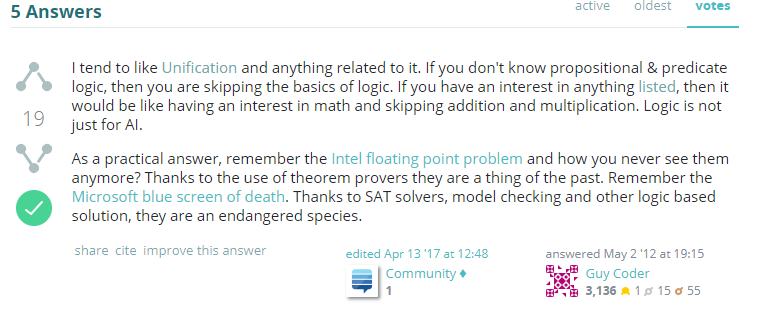 5 Answers
active oldest votes
I tend to like Unification and anything related to it. If you don't know propositional & predicate
logic, then you are skipping the basics of logic. If you have an interest in anything listed, then it
would be like having an interest in math and skipping addition and multiplication. Logic is not
just for AI.
19
As a practical answer, remember the Intel floating point problem and how you never see them
anymore? Thanks to the use of theorem provers they are a thing of the past. Remember the
Microsoft blue screen of death. Thanks to SAT solvers, model checking and other logic based
solution, they are an endangered species.
share cite improve this answer
edited Apr 13 '17 at 12:48
Community ♦
1
answered May 2 '12 at 19:15
Guy Coder
3,136 1 15 55